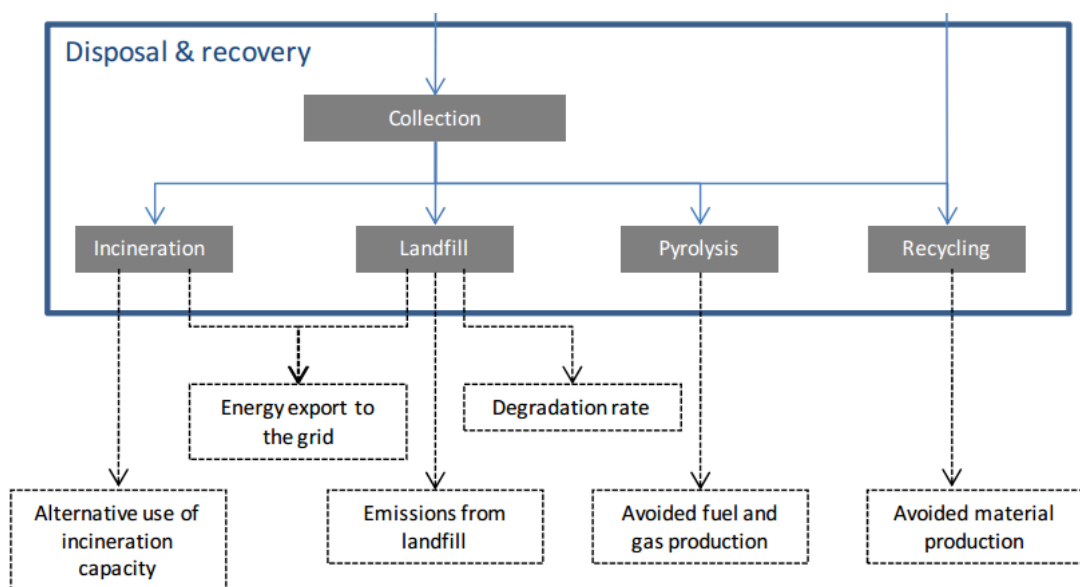 Disposal & recovery
Collection
Incineration
Landfill
Pyrolysis
Recycling
Energy export to
the grid
Degradation rate
Alternative use of
incineration
capacity
Emissions from
landfill
Avoided fuel and
gas production
Avoided material
production